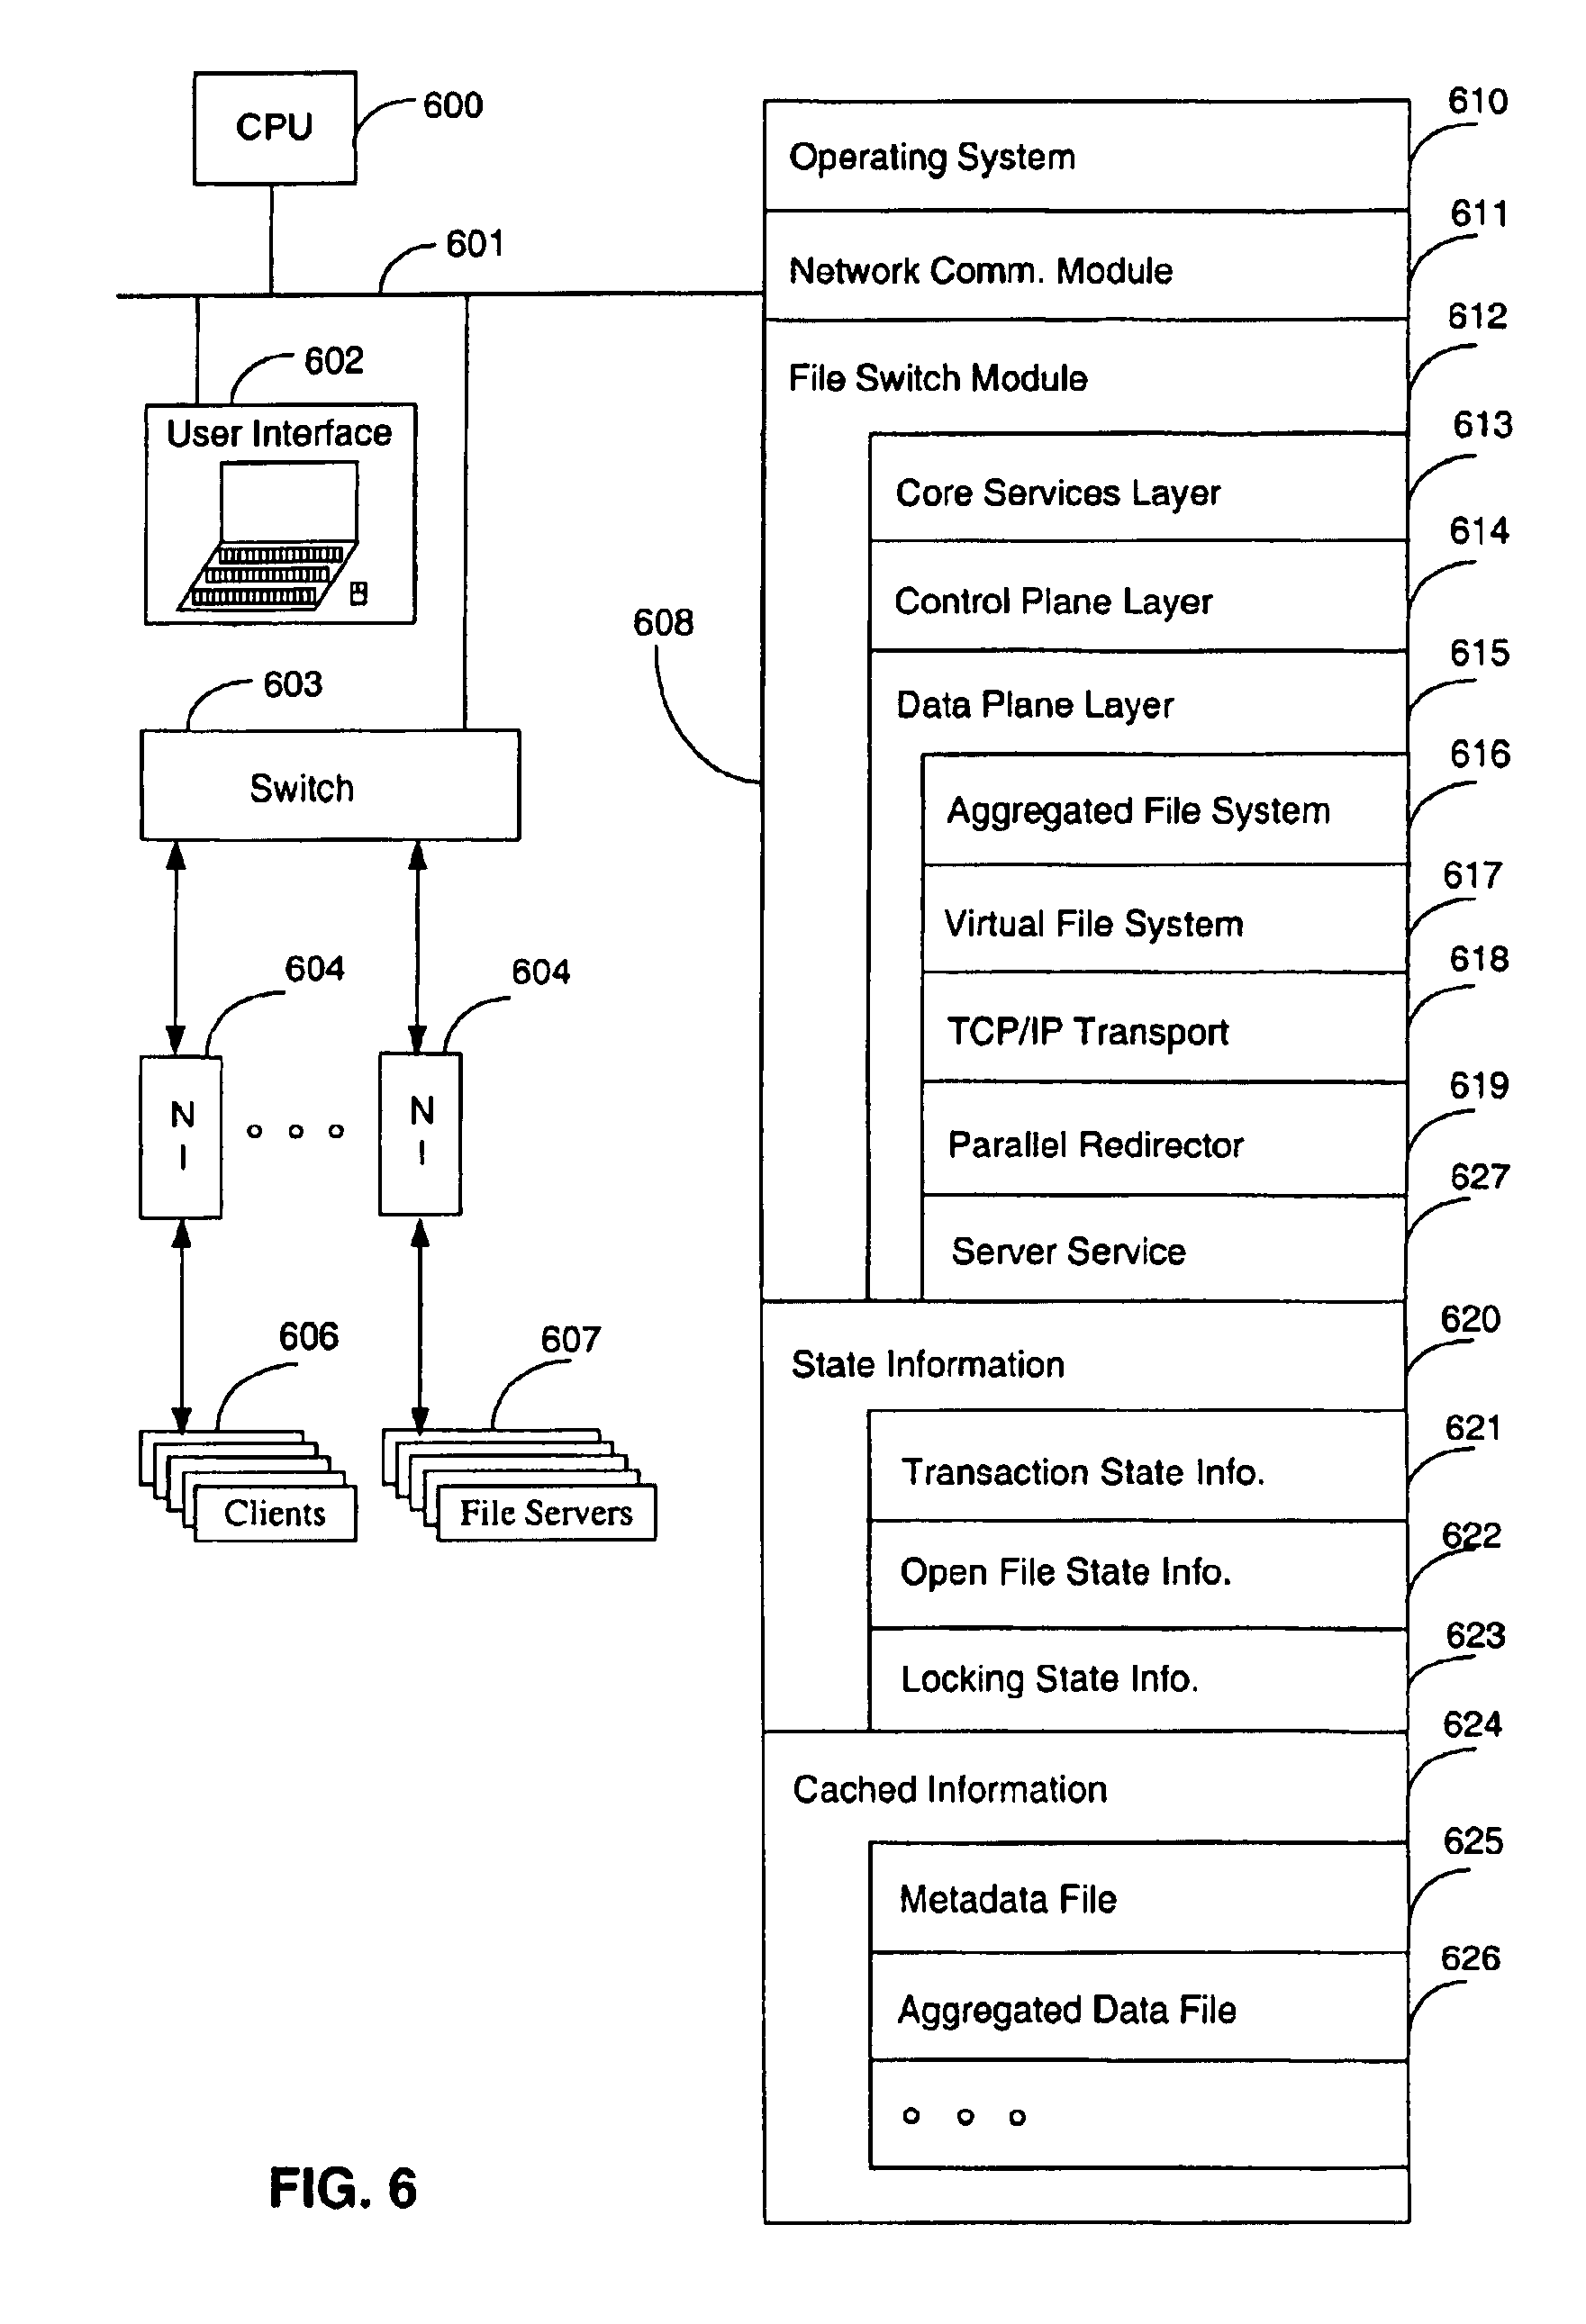 CPU
600
601
602
User Interface
603
Switch
604
604
N
I
N
I
606
607
Clients
File Servers
608
610
Operating System
611
Network Comm. Module
612
File Switch Module
613
Core Services Layer
614
Control Plane Layer
615
Data Plane Layer
616
Aggregated File System
617
Virtual File System
618
TCP/IP Transport
619
Parallel Redirector
627
Server Service
620
State Information
621
Transaction State Info.
622
Open File State Info.
623
Locking State Info.
624
Cached Information
625
Metadata File
626
Aggregated Data File
FIG. 6